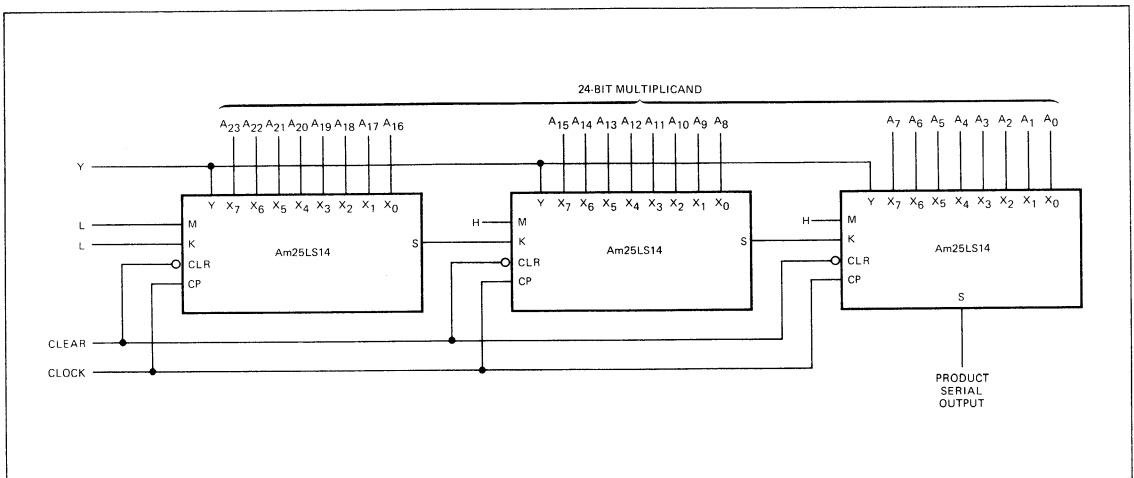 24-BIT MULTIPLICAND
A23 A22 A21 A20 A19 A18 A17 A16
A15 A14 A13 A12 A11 A10 A9 A8
A7 A6 A5 A4 A3 A2 A1 A0
Y
Y X7 X6 X5 X4 X3 X2 X1 X0
L M
L K
S
Am25LS14
CLR
CP
Y X7 X6 X5 X4 X3 X2 X1 X0
H M
K
S
Am25LS14
CLR
CP
Y X7 X6 X5 X4 X3 X2 X1 X0
H M
K
Am25LS14
CLR
CP
S
CLEAR
CLOCK
PRODUCT
SERIAL
OUTPUT